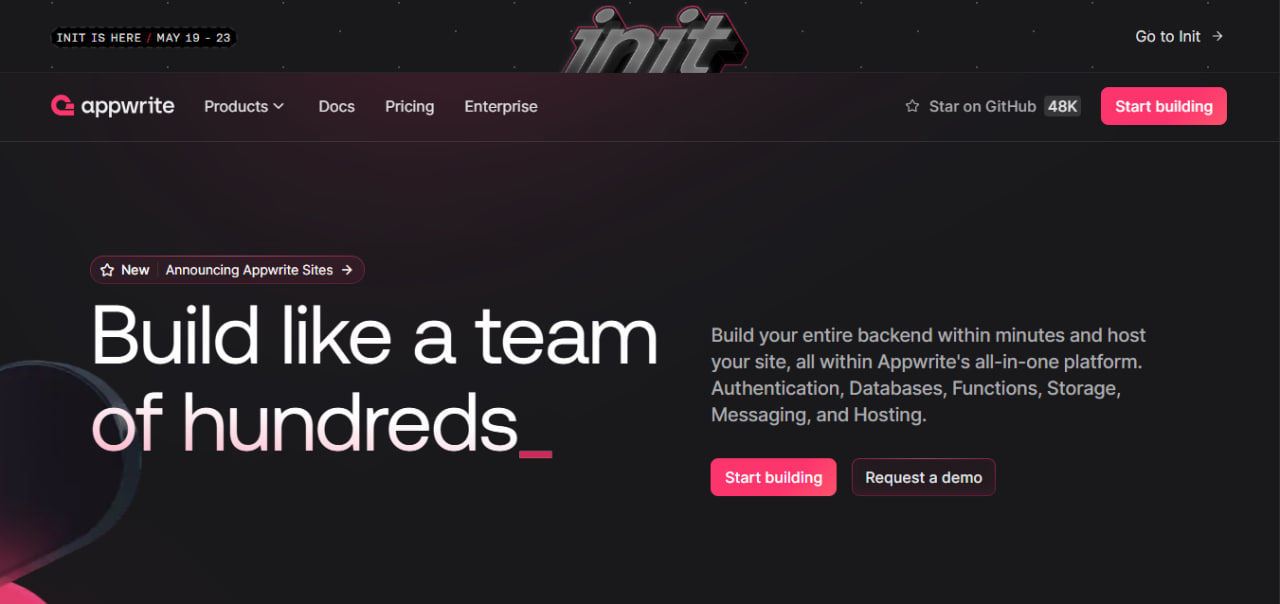 INIT IS HERE / MAY 19 - 23
init
Go to Init →
appwrite
Products
Docs
Pricing
Enterprise
Star on GitHub 48K
Start building
New
Announcing Appwrite Sites →
Build like a team
of hundreds_
Build your entire backend within minutes and host
your site, all within Appwrite's all-in-one platform.
Authentication, Databases, Functions, Storage,
Messaging, and Hosting.
Start building
Request a demo